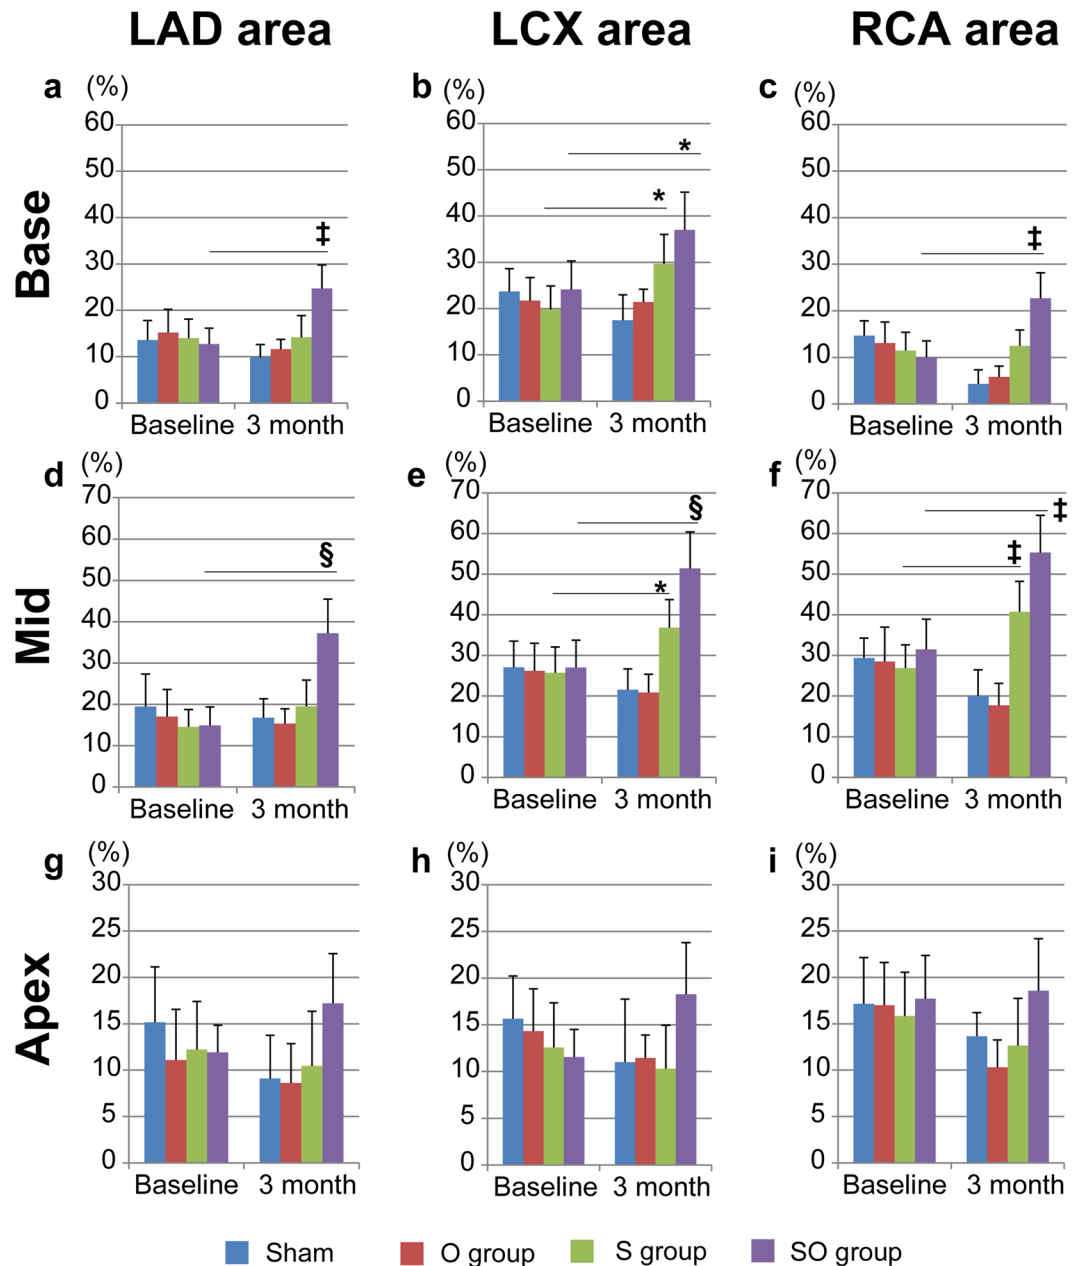 LAD area LCX area RCA area
a (%) b (%) c (%)
Base
60 60 60
50 50 50
40 40 40
30 30 30
20 20 20
10 10 10
0 0 0
‡ * * ‡
Baseline 3 month Baseline 3 month Baseline 3 month
d (%) e (%) f (%)
Mid
70 70 70
60 60 60
50 50 50
40 40 40
30 30 30
20 20 20
10 10 10
0 0 0
§ * § ‡ ‡
Baseline 3 month Baseline 3 month Baseline 3 month
g (%) h (%) i (%)
Apex
30 30 30
25 25 25
20 20 20
15 15 15
10 10 10
5 5 5
0 0 0
Baseline 3 month Baseline 3 month Baseline 3 month
Sham O group S group SO group